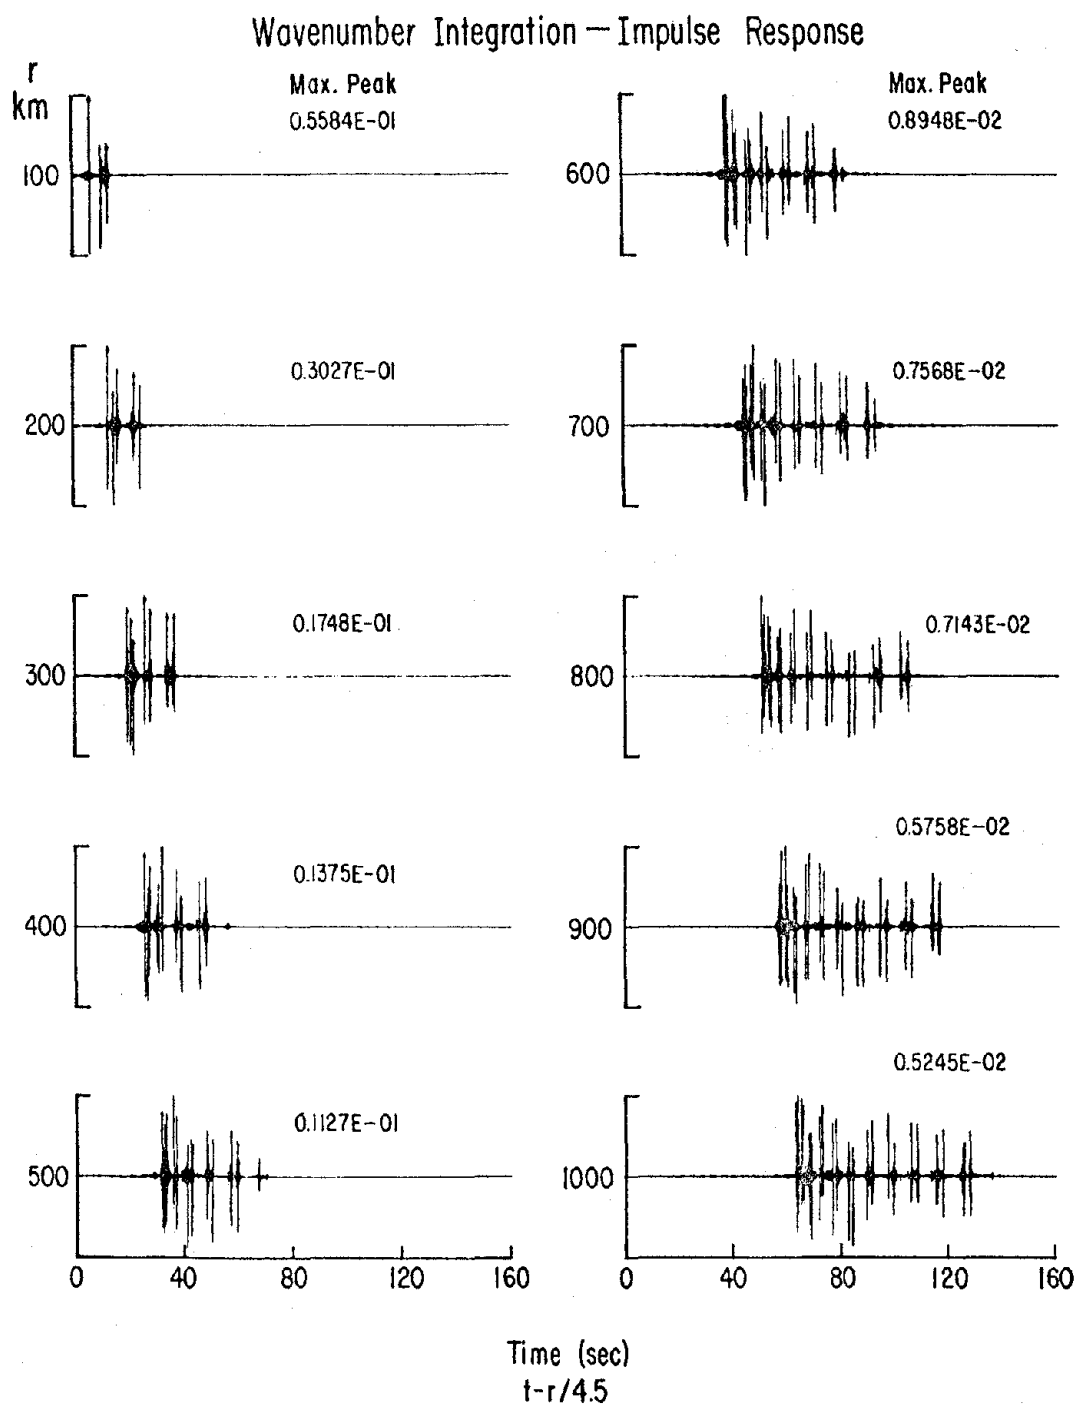 Wavenumber Integration — Impulse Response
r
km
Max. Peak
0.5584E-01
100
0.3027E-01
200
0.1748E-01
300
0.1375E-01
400
0.1127E-01
500
0 40 80 120 160
Max. Peak
0.8948E-02
600
0.7568E-02
700
0.7143E-02
800
0.5758E-02
900
0.5245E-02
1000
0 40 80 120 160
Time (sec)
t-r/4.5